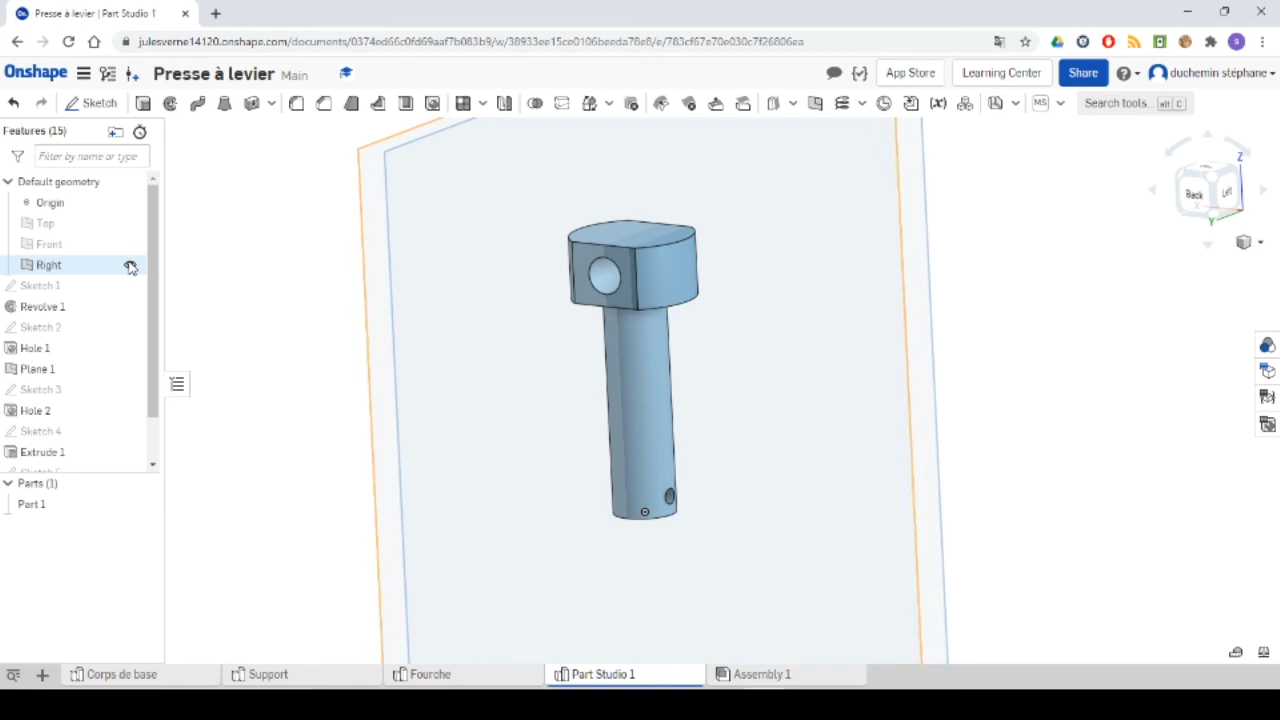 Presse à levier | Part Studio 1
julesverne14120.onshape.com/documents/0374ed66c0fd69aaf7b083b9/w/38933ee15ce0106beeda78e8/e/783cf67e70e030c7f26806ea
Onshape Presse à levier Main App Store Learning Center Share duchemin stéphane
Sketch MS Search tools... alt C
Features (15)
Filter by name or type
Default geometry
Origin
Top
Front
Right
Sketch 1
Revolve 1
Sketch 2
Hole 1
Plane 1
Sketch 3
Hole 2
Sketch 4
Extrude 1
Parts (1)
Part 1
Z
Back Left
X
Y
Corps de base Support Fourche Part Studio 1 Assembly 1